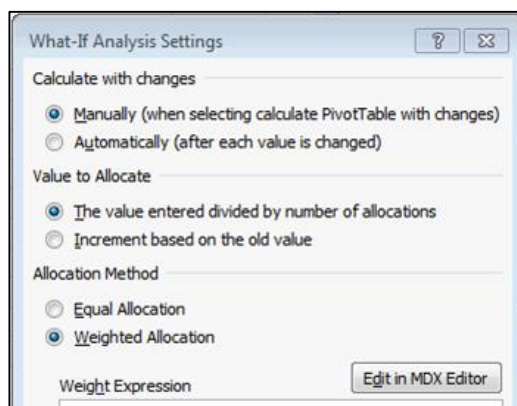 What-If Analysis Settings
Calculate with changes
Manually (when selecting calculate PivotTable with changes)
Automatically (after each value is changed)
Value to Allocate
The value entered divided by number of allocations
Increment based on the old value
Allocation Method
Equal Allocation
Weighted Allocation
Weight Expression
Edit in MDX Editor